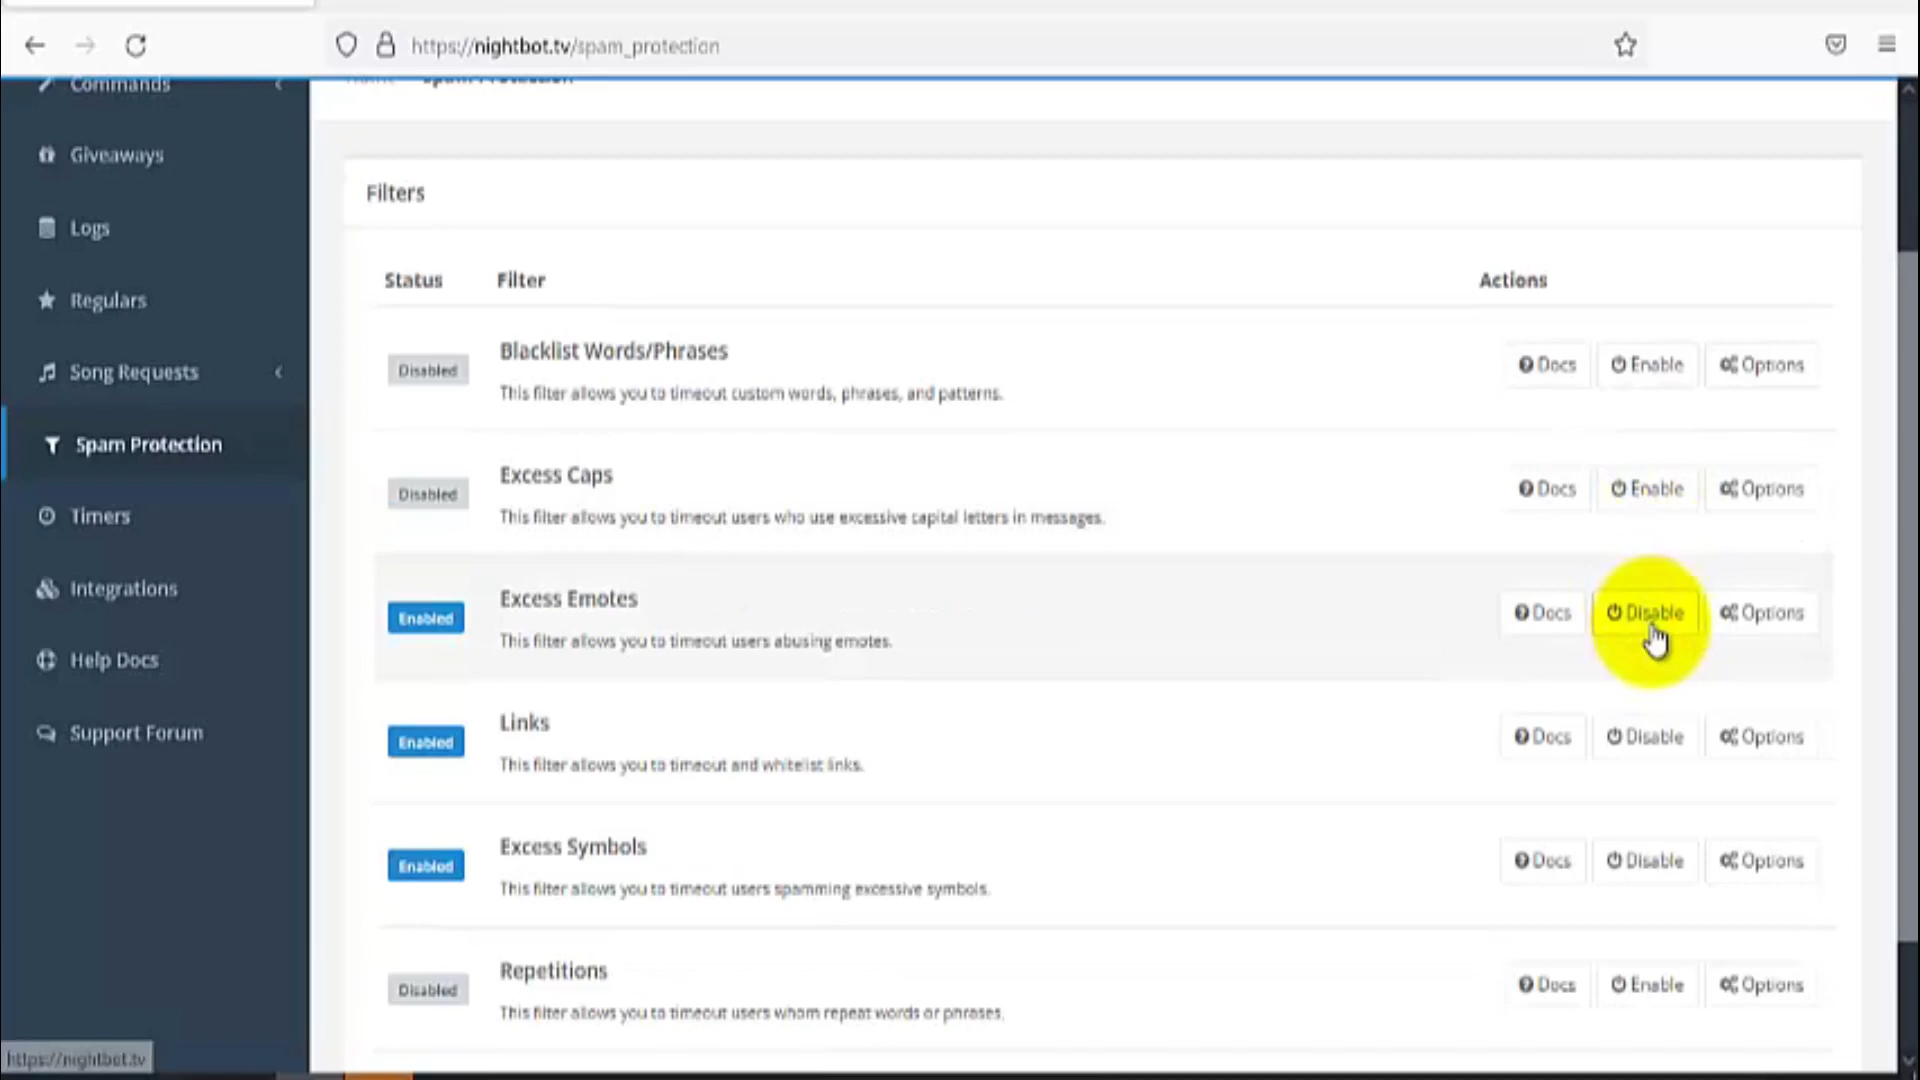 https://nightbot.tv/spam_protection
Commands
Spam Protection
Giveaways
Logs
Regulars
Song Requests
Spam Protection
Timers
Integrations
Help Docs
Support Forum
Filters
Status Filter Actions
Disabled Blacklist Words/Phrases Docs Enable Options
This filter allows you to timeout custom words, phrases, and patterns.
Disabled Excess Caps Docs Enable Options
This filter allows you to timeout users who use excessive capital letters in messages.
Enabled Excess Emotes Docs Disable Options
This filter allows you to timeout users abusing emotes.
Enabled Links Docs Disable Options
This filter allows you to timeout and whitelist links.
Enabled Excess Symbols Docs Disable Options
This filter allows you to timeout users spamming excessive symbols.
Disabled Repetitions Docs Enable Options
This filter allows you to timeout users whom repeat words or phrases.
https://nightbot.tv